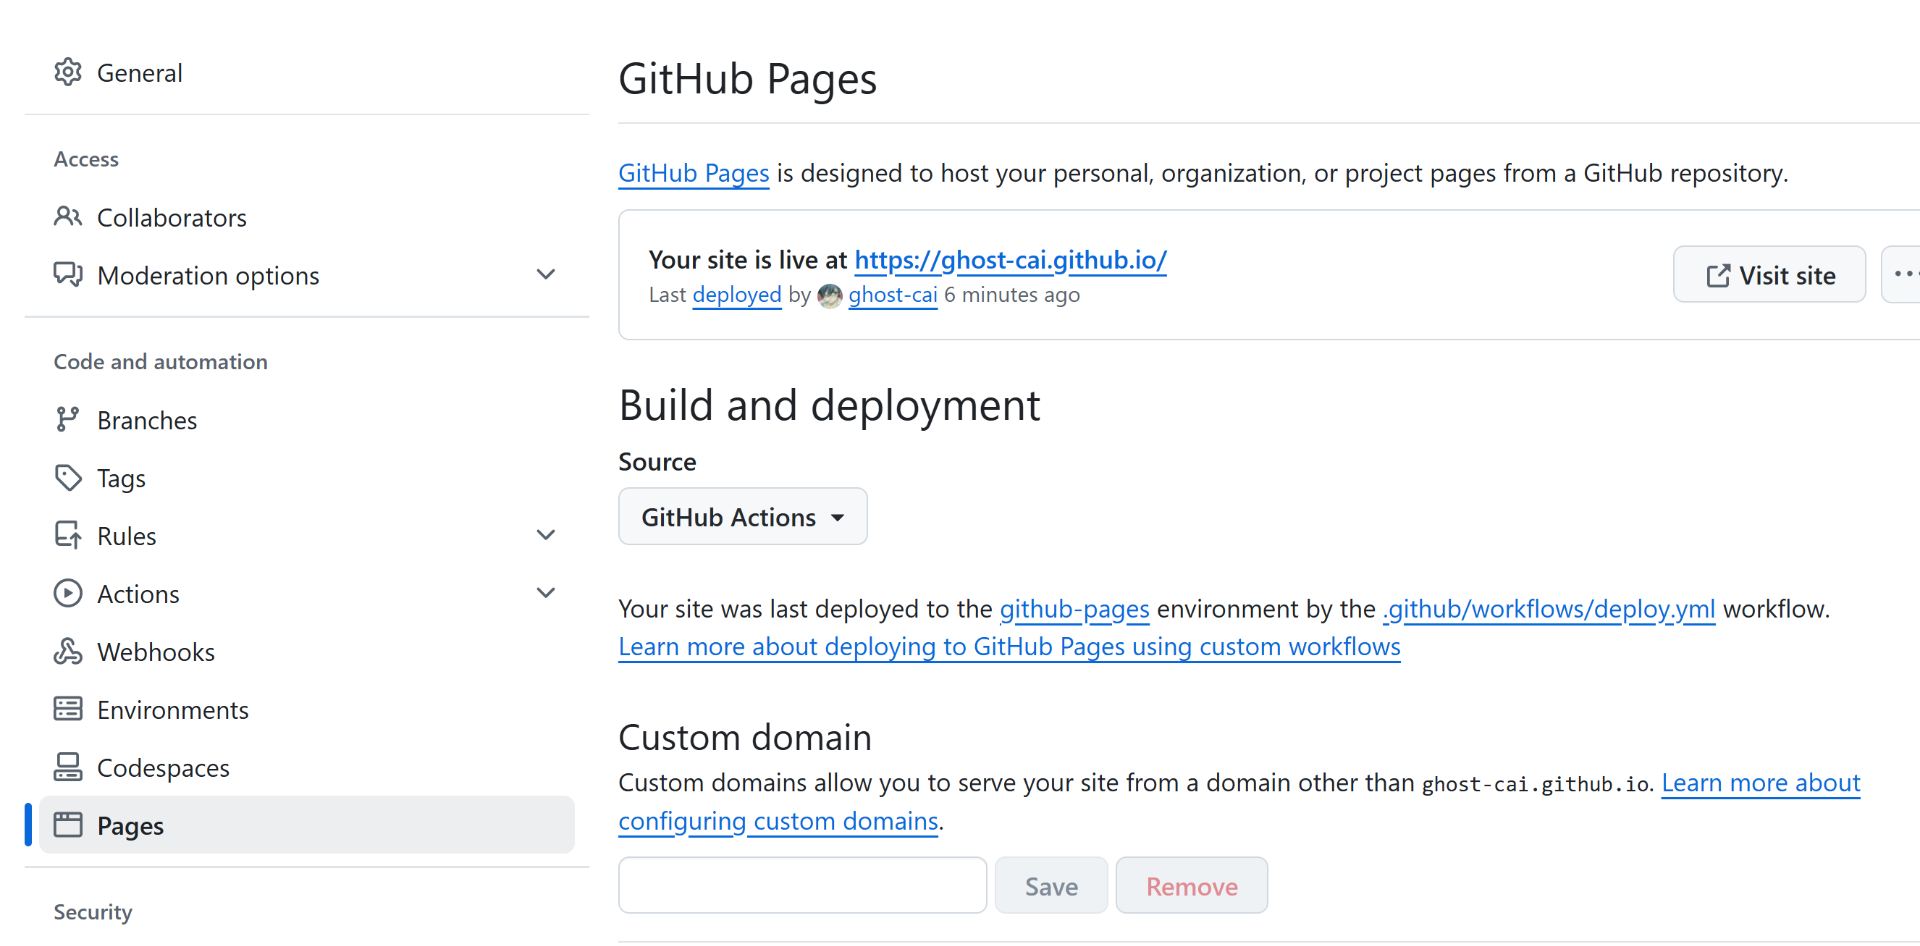 General
Access
Collaborators
Moderation options
Code and automation
Branches
Tags
Rules
Actions
Webhooks
Environments
Codespaces
Pages
Security
GitHub Pages
GitHub Pages is designed to host your personal, organization, or project pages from a GitHub repository.
Your site is live at https://ghost-cai.github.io/
Last deployed by ghost-cai 6 minutes ago
Visit site
Build and deployment
Source
GitHub Actions
Your site was last deployed to the github-pages environment by the .github/workflows/deploy.yml workflow.
Learn more about deploying to GitHub Pages using custom workflows
Custom domain
Custom domains allow you to serve your site from a domain other than ghost-cai.github.io. Learn more about
configuring custom domains.
Save Remove